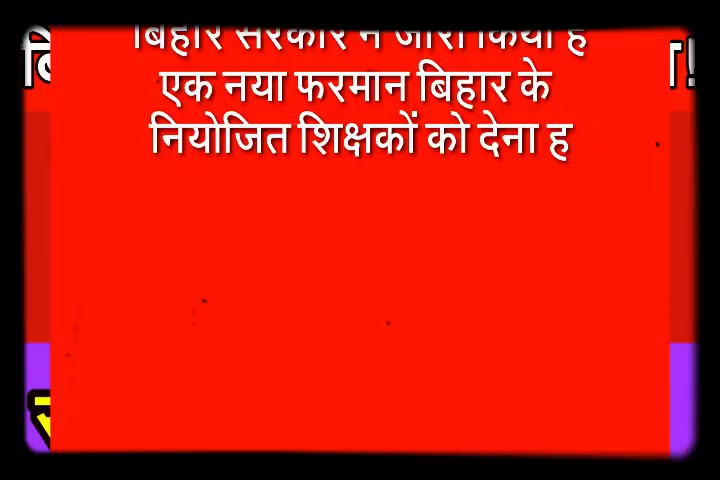 बिहार सरकार ने जारी किया है
एक नया फरमान बिहार के
नियोजित शिक्षकों को देना ह